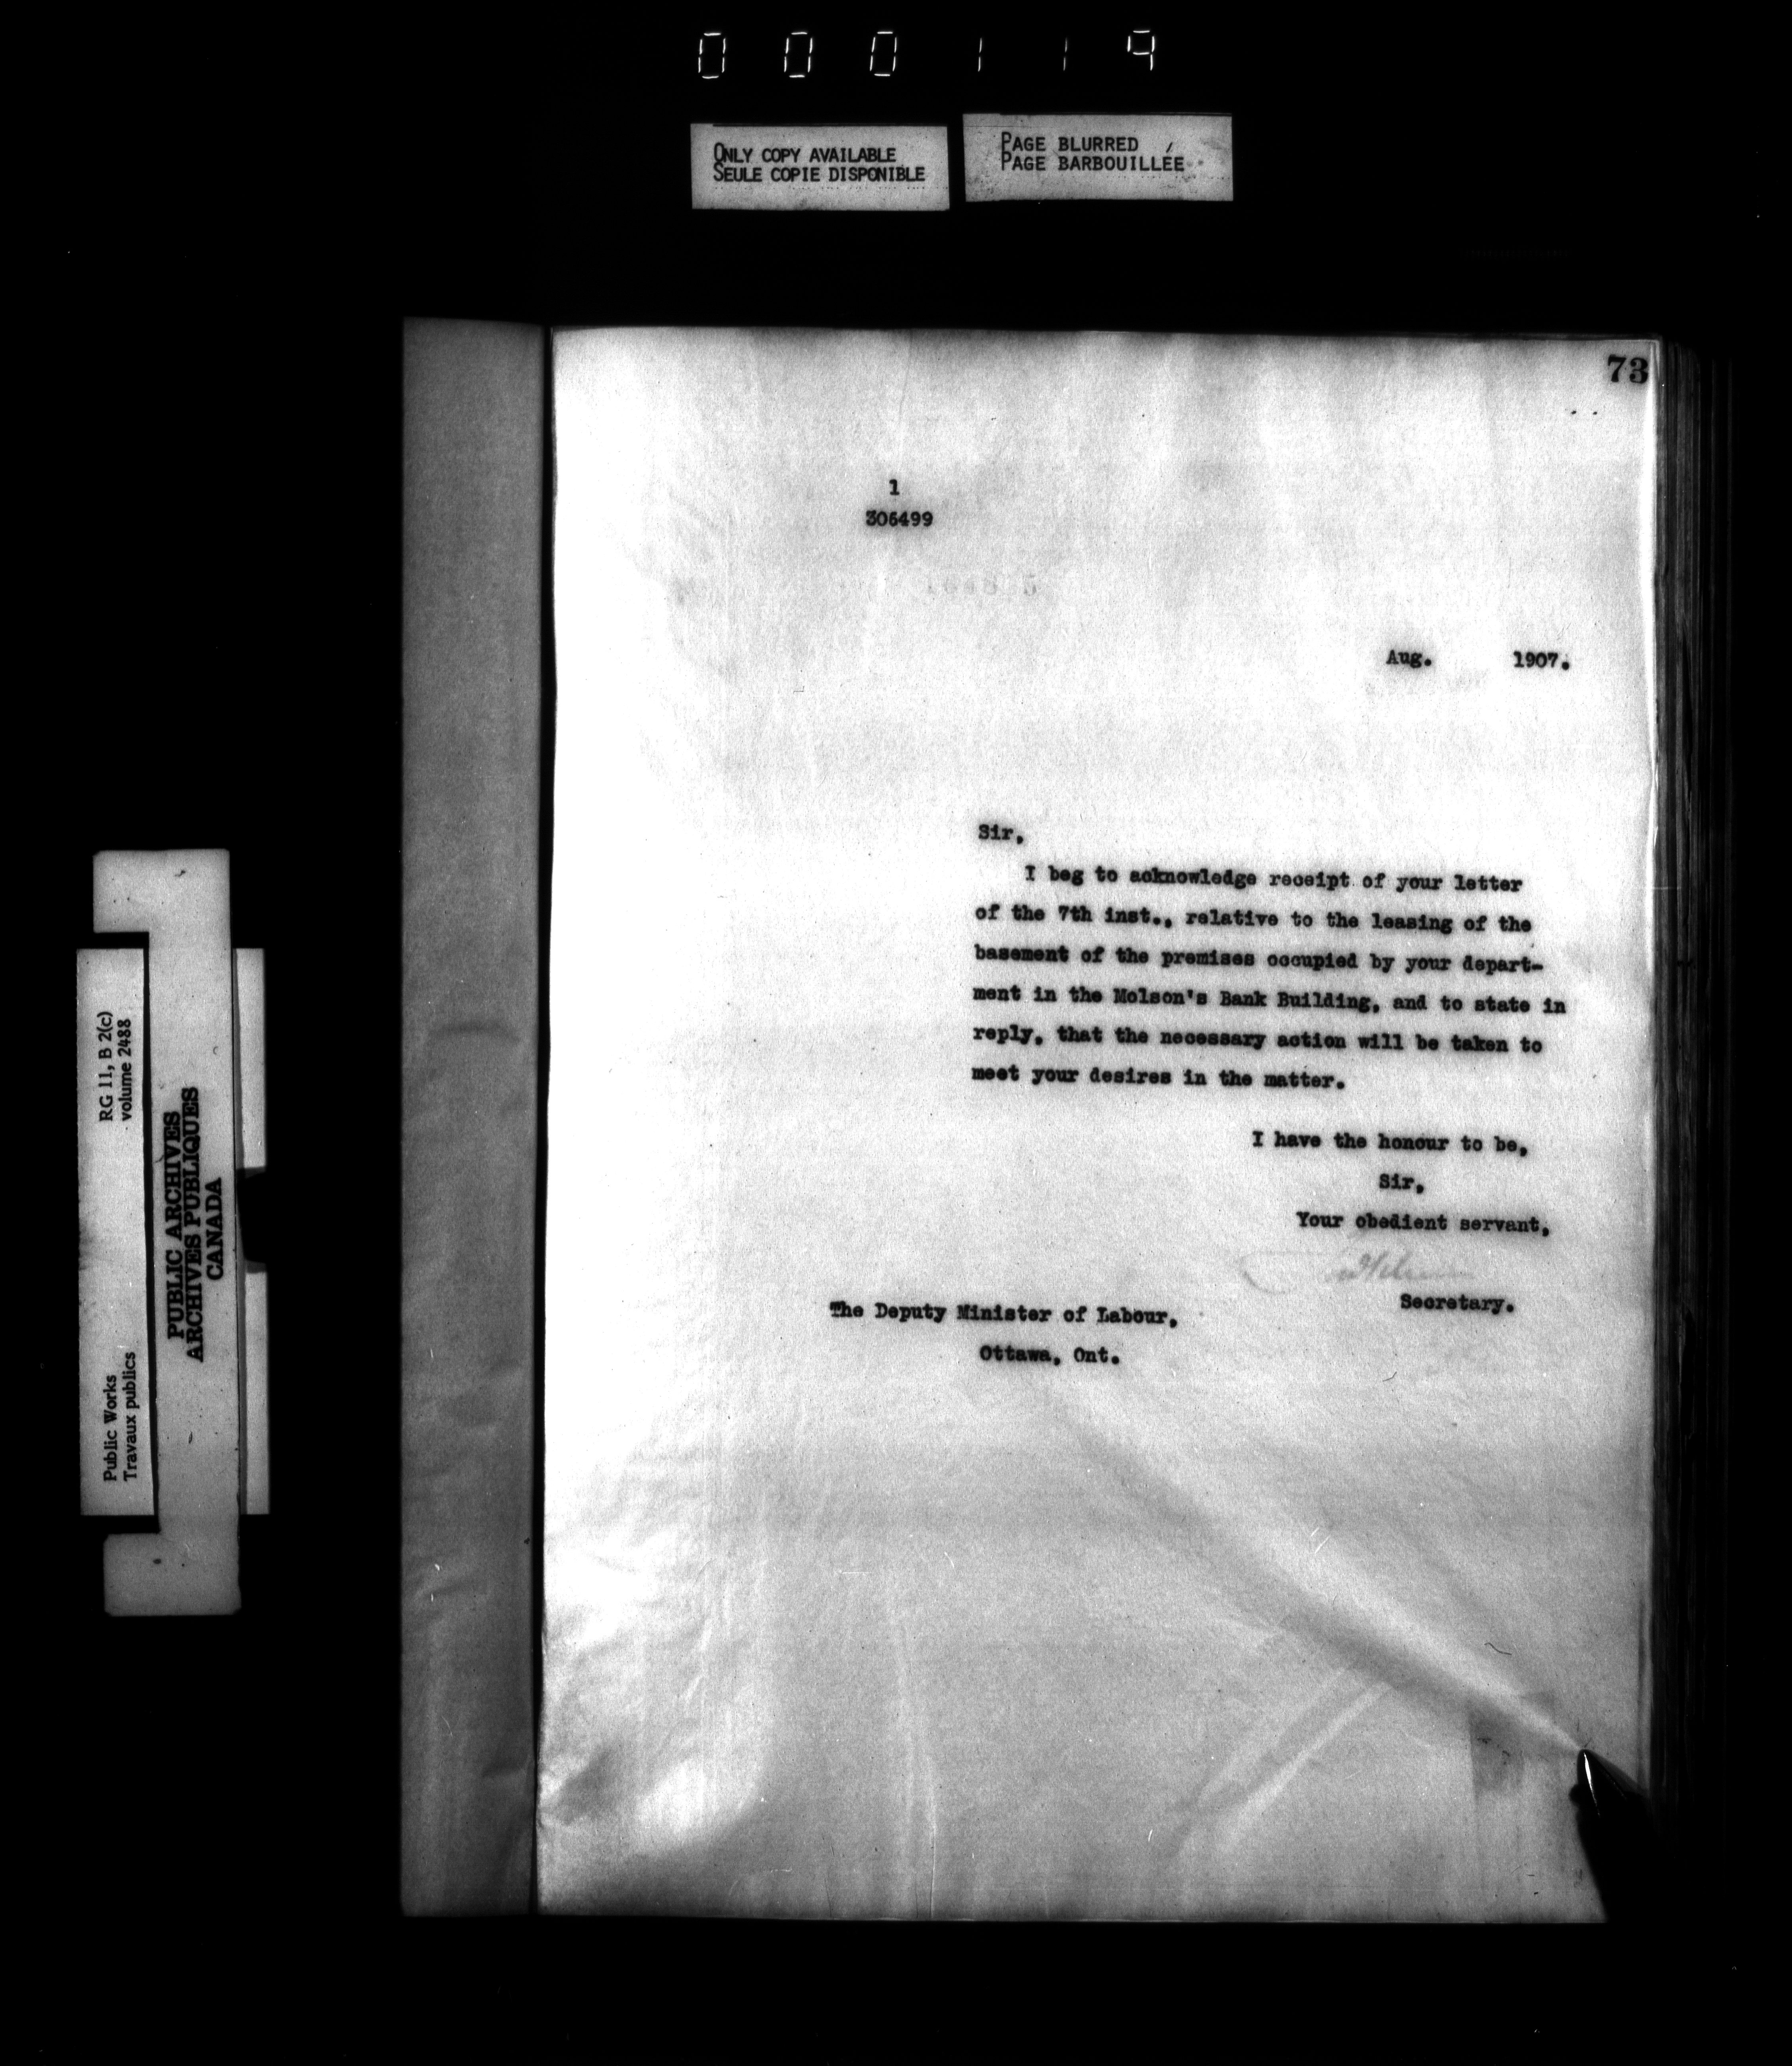 000119
ONLY COPY AVAILABLE
SEULE COPIE DISPONIBLE
PAGE BLURRED
PAGE BARBOUILLÉE
73
1
306499
Aug. 1907.
Sir,
I beg to acknowledge receipt of your letter
of the 7th inst., relative to the leasing of the
basement of the premises occupied by your depart-
ment in the Molson's Bank Building, and to state in
reply, that the necessary action will be taken to
meet your desires in the matter.
I have the honour to be,
Sir,
Your obedient servant,
Secretary.
The Deputy Minister of Labour,
Ottawa, Ont.
RG 11, B 2(c)
volume 2488
Public Works
Travaux publics
PUBLIC ARCHIVES
ARCHIVES PUBLIQUES
CANADA